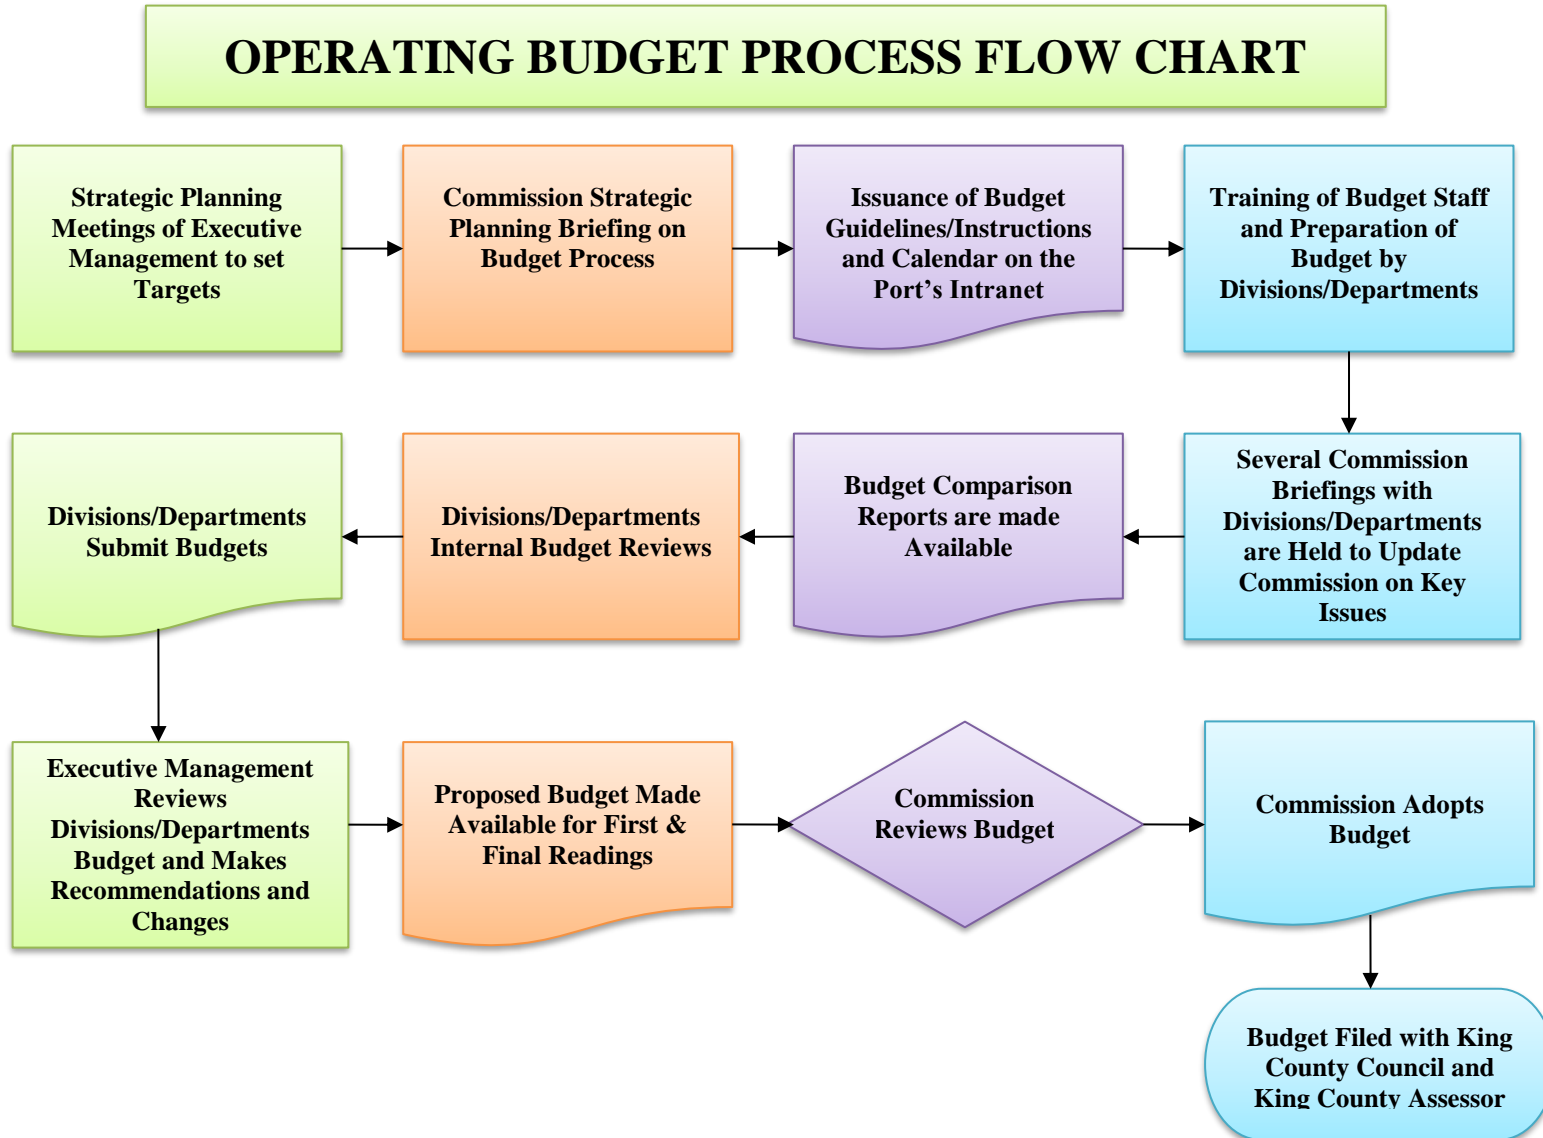 OPERATING BUDGET PROCESS FLOW CHART
Strategic Planning
Meetings of Executive
Management to set
Targets
Commission Strategic
Planning Briefing on
Budget Process
Issuance of Budget
Guidelines/Instructions
and Calendar on the
Port’s Intranet
Training of Budget Staff
and Preparation of
Budget by
Divisions/Departments
Several Commission
Briefings with
Divisions/Departments
are Held to Update
Commission on Key
Issues
Budget Comparison
Reports are made
Available
Divisions/Departments
Internal Budget Reviews
Divisions/Departments
Submit Budgets
Executive Management
Reviews
Divisions/Departments
Budget and Makes
Recommendations and
Changes
Proposed Budget Made
Available for First &
Final Readings
Commission
Reviews Budget
Commission Adopts
Budget
Budget Filed with King
County Council and
King County Assessor